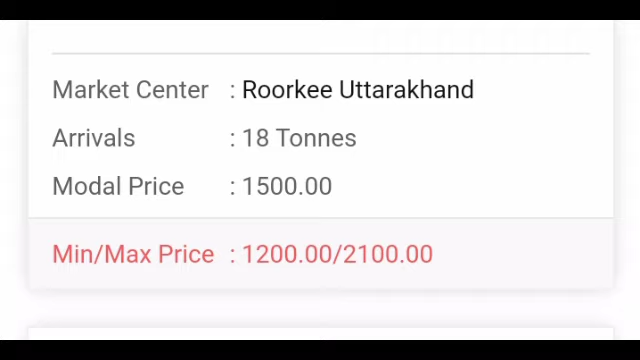 Market Center : Roorkee Uttarakhand
Arrivals : 18 Tonnes
Modal Price : 1500.00
Min/Max Price : 1200.00/2100.00